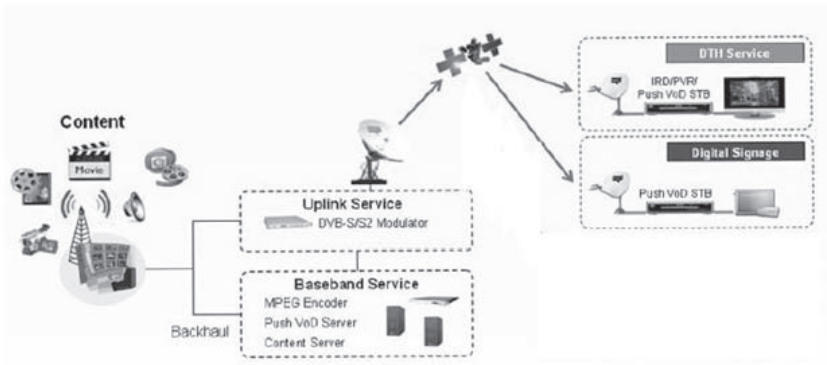 Content
Movie
Backhaul
Uplink Service
DVB-S/S2 Modulator
Baseband Service
MPEG Encoder
Push VoD Server
Content Server
DTH Service
IRD/PVR/
Push VoD STB
Digital Signage
Push VoD STB